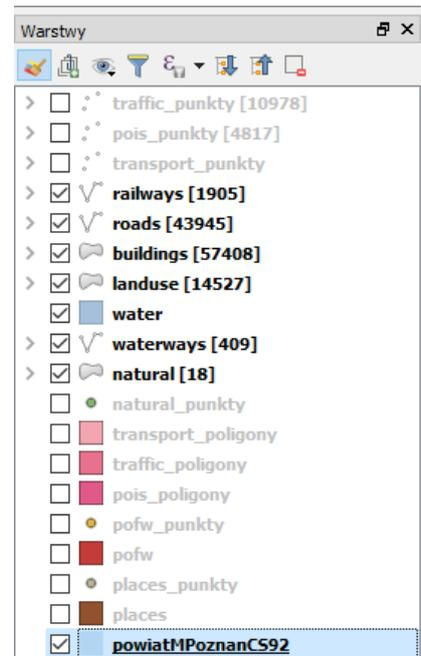 Warstwy
traffic_punkty [10978]
pois_punkty [4817]
transport_punkty
railways [1905]
roads [43945]
buildings [57408]
landuse [14527]
water
waterways [409]
natural [18]
natural_punkty
transport_poligony
traffic_poligony
pois_poligony
pofw_punkty
pofw
places_punkty
places
powiatMPoznanCS92